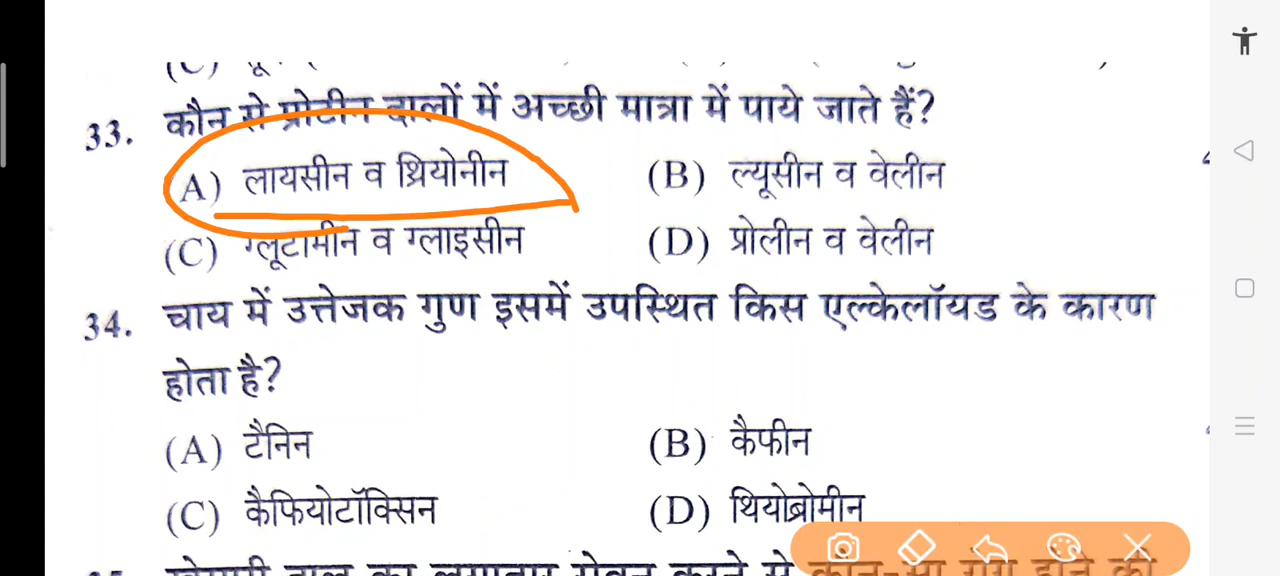 33. कौन से प्रोटीन दालों में अच्छी मात्रा में पाये जाते हैं?
A) लायसीन व थ्रियोनीन (B) ल्यूसीन व वेलीन
(C) ग्लूटामीन व ग्लाइसीन (D) प्रोलीन व वेलीन
34. चाय में उत्तेजक गुण इसमें उपस्थित किस एल्केलॉयड के कारण
होता है?
(A) टैनिन (B) कैफीन
(C) कैफियोटॉक्सिन (D) थियोब्रोमीन